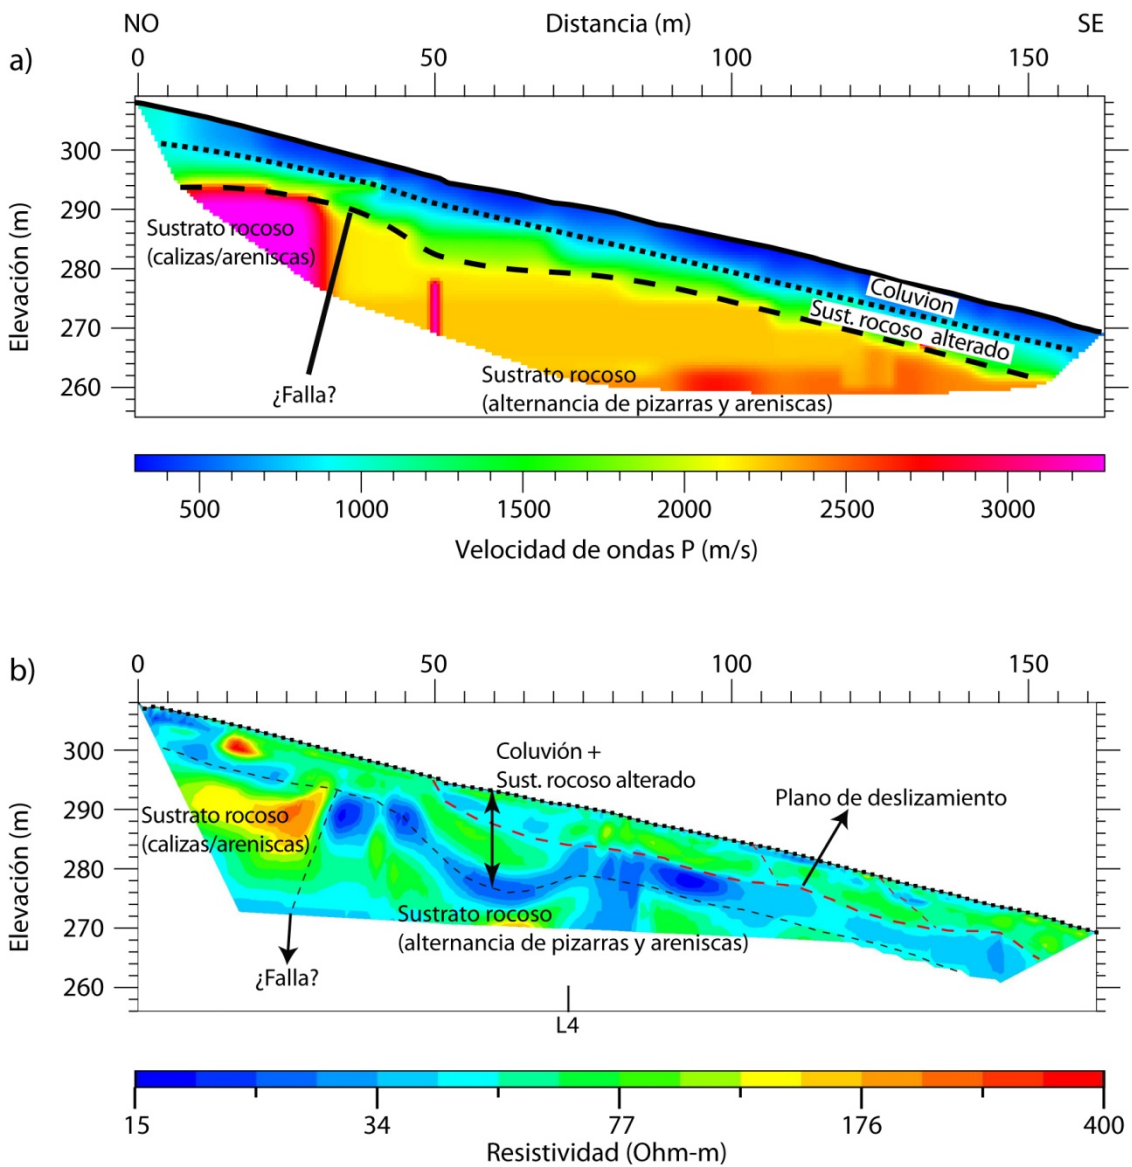 NO
Distancia (m)
SE
a)
0
50
100
150
300
290
280
270
260
Elevación (m)
Sustrato rocoso
(calizas/areniscas)
¿Falla?
Coluvion
Sust. rocoso alterado
Sustrato rocoso
(alternancia de pizarras y areniscas)
500
1000
1500
2000
2500
3000
Velocidad de ondas P (m/s)
b)
0
50
100
150
300
290
280
270
260
Elevación (m)
Coluvión +
Sust. rocoso alterado
Plano de deslizamiento
Sustrato rocoso
(calizas/areniscas)
Sustrato rocoso
(alternancia de pizarras y areniscas)
¿Falla?
L4
15
34
77
176
400
Resistividad (Ohm-m)